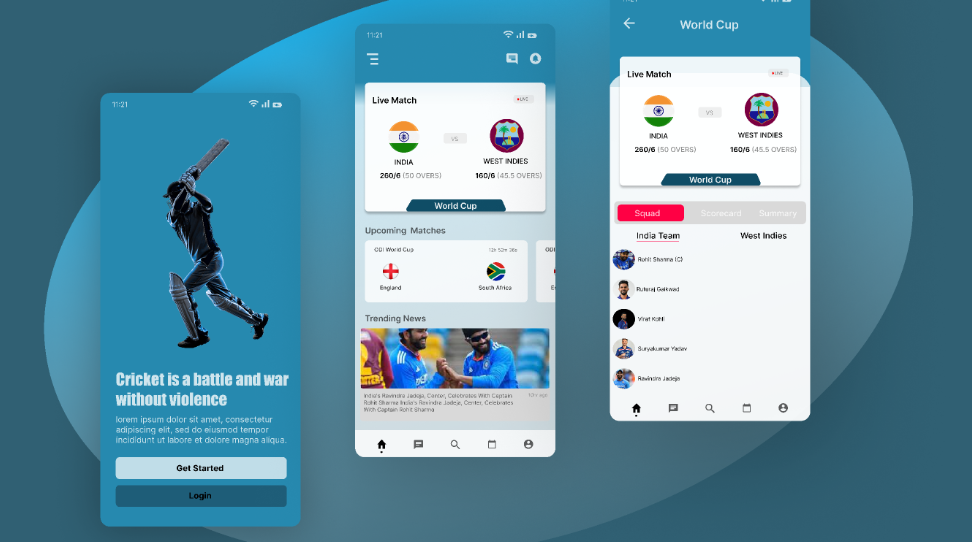 11:21
Cricket is a battle and war
without violence
lorem ipsum dolor sit amet, consectetur
adipiscing elit, sed do eiusmod tempor
incididunt ut labore et dolore magna aliqua.
Get Started
Login
11:21
Live Match
LIVE
VS
INDIA
WEST INDIES
260/6 (50 OVERS)
160/6 (45.5 OVERS)
World Cup
Upcoming Matches
ODI World Cup
12h 52m 36s
ODI
England
South Africa
Trending News
India's Ravindra Jadeja, Center, Celebrates With Captain
Rohit Sharma India's Ravindra Jadeja, Center, Celebrates
With Captain Rohit Sharma
World Cup
Live Match
LIVE
VS
INDIA
WEST INDIES
260/6 (50 OVERS)
160/6 (45.5 OVERS)
World Cup
Squad
Scorecard
Summary
India Team
West Indies
Rohit Sharma (C)
Ruturaj Gaikwad
Virat Kohli
Suryakumar Yadav
Ravindra Jadeja